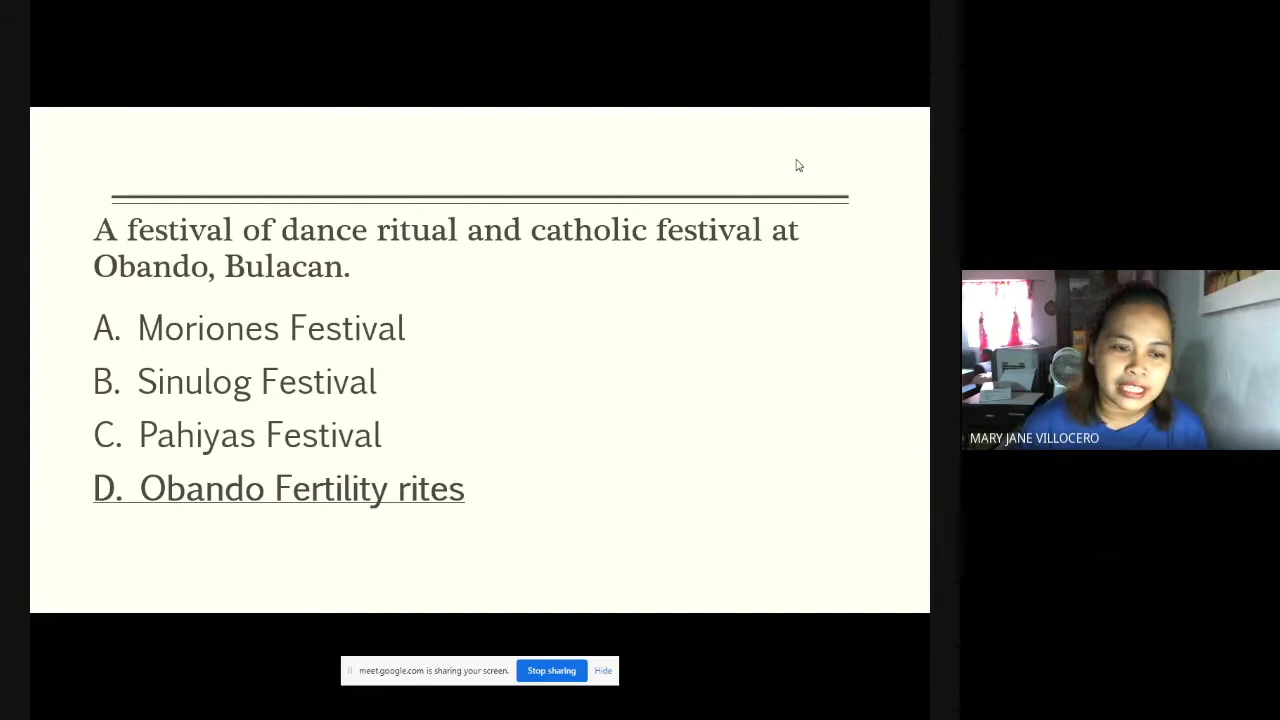 A festival of dance ritual and catholic festival at
Obando, Bulacan.
A. Moriones Festival
B. Sinulog Festival
C. Pahiyas Festival
D. Obando Fertility rites
MARY JANE VILLOCERO
meet.google.com is sharing your screen. Stop sharing Hide